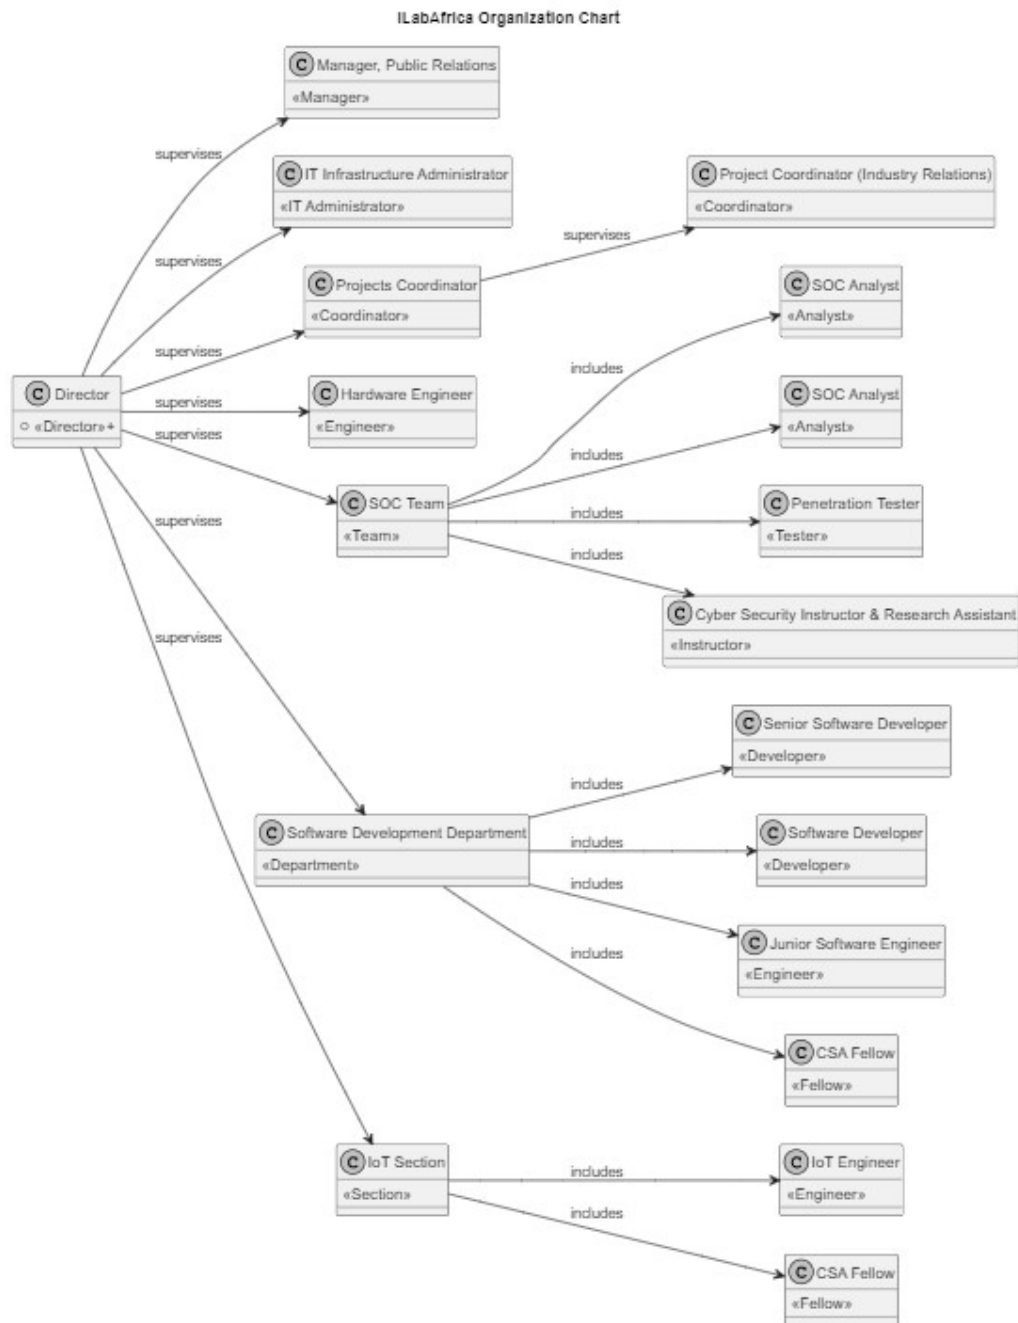 iLabAfrica Organization Chart
C Manager, Public Relations
«Manager»
supervises
C IT Infrastructure Administrator
«IT Administrator»
C Project Coordinator (Industry Relations)
«Coordinator»
supervises
supervises
C Projects Coordinator
«Coordinator»
C SOC Analyst
«Analyst»
supervises
includes
C Director
«Director»+
supervises
C Hardware Engineer
«Engineer»
C SOC Analyst
«Analyst»
supervises
includes
C SOC Team
«Team»
includes
C Penetration Tester
«Tester»
supervises
includes
C Cyber Security Instructor & Research Assistant
«Instructor»
supervises
C Senior Software Developer
«Developer»
includes
C Software Development Department
«Department»
includes
C Software Developer
«Developer»
includes
C Junior Software Engineer
«Engineer»
includes
C CSA Fellow
«Fellow»
C IoT Section
«Section»
includes
C IoT Engineer
«Engineer»
includes
C CSA Fellow
«Fellow»